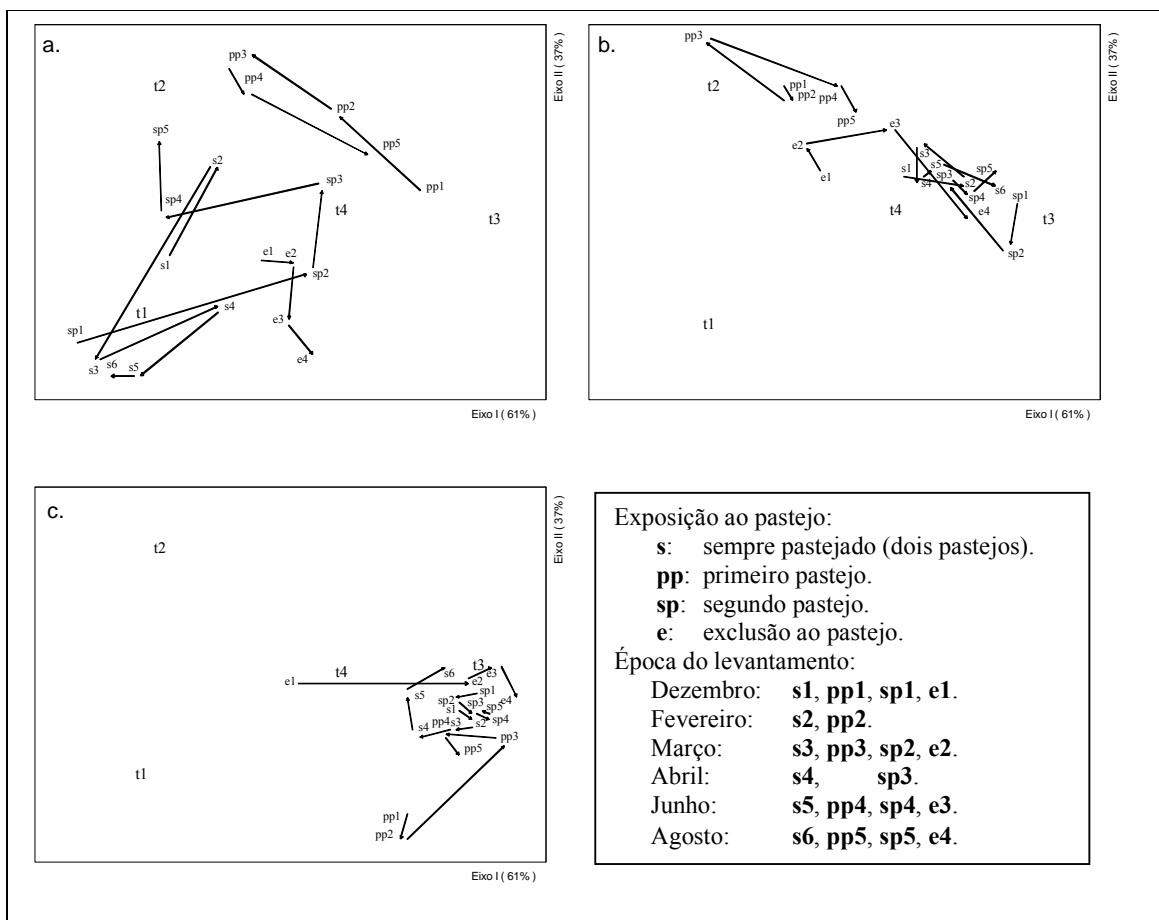 a.
pp3
pp4
t2
pp2
sp5
pp5
s2
sp3
pp1
sp4
t4
t3
s1
e1
e2
sp2
t1
s4
sp1
e3
s3
s6
s5
e4
Eixo I ( 61% )
Eixo II ( 37% )
b.
pp3
t2
pp1
pp2
pp4
pp5
e3
e2
s3
e1
s1
s5
sp5
s4
sp3
s2
s6
sp4
sp1
t4
e4
t3
sp2
t1
Eixo I ( 61% )
Eixo II ( 37% )
c.
t2
t3
s6
e3
e1
t4
e2
s5
sp1
sp2
sp3
e4
s1
sp5
pp4
s3
s2
sp4
s4
pp3
pp5
t1
pp1
pp2
Eixo I ( 61% )
Eixo II ( 37% )
Exposição ao pastejo:
s: sempre pastejado (dois pastejos).
pp: primeiro pastejo.
sp: segundo pastejo.
e: exclusão ao pastejo.
Época do levantamento:
Dezembro: s1, pp1, sp1, e1.
Fevereiro: s2, pp2.
Março: s3, pp3, sp2, e2.
Abril: s4, sp3.
Junho: s5, pp4, sp4, e3.
Agosto: s6, pp5, sp5, e4.